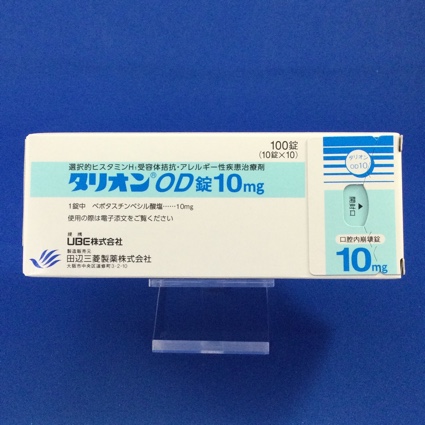 100錠
(10錠×10)
選択的ヒスタミンH₁受容体拮抗・アレルギー性疾患治療剤
タリオン®OD錠10mg
1錠中 ベポタスチンベシル酸塩……10mg
使用の際は電子添文をご覧ください
提携
UBE株式会社
製造販売元
田辺三菱製薬株式会社
大阪市中央区道修町3-2-10
タリオン
OD10
開封口
口腔内崩壊錠
10mg